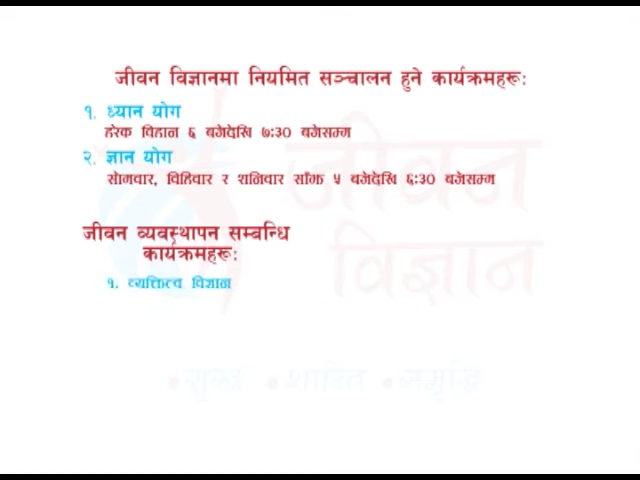 जीवन विज्ञानमा नियमित सञ्चालन हुने कार्यक्रमहरू:
१. ध्यान योग
हरेक विहान ६ बजेदेखि ७:३० बजेसम्म
२. ज्ञान योग
सोमवार, विहिवार र शनिवार साँझ ५ बजेदेखि ६:३० बजेसम्म
जीवन व्यवस्थापन सम्बन्धि
कार्यक्रमहरू:
१. व्यक्तित्व विज्ञान
जीवन
विज्ञान
•सुख •शान्ति •समृद्धि